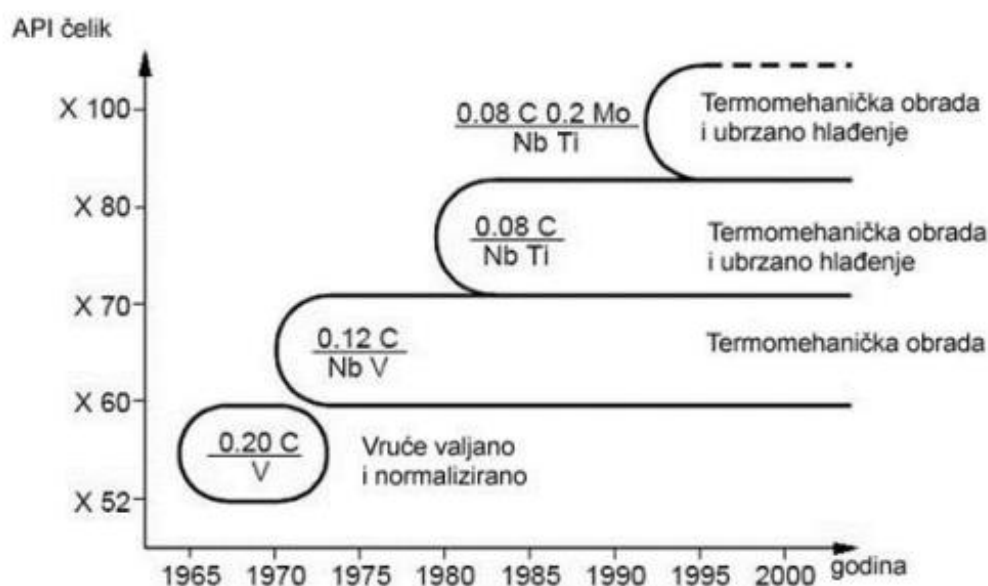 API čelik
X 100
0.08 C 0.2 Mo
Nb Ti
Termomehanička obrada
i ubrzano hlađenje
X 80
0.08 C
Nb Ti
Termomehanička obrada
i ubrzano hlađenje
X 70
0.12 C
Nb V
Termomehanička obrada
X 60
0.20 C
V
Vruće valjano
i normalizirano
X 52
1965 1970 1975 1980 1985 1990 1995 2000 godina